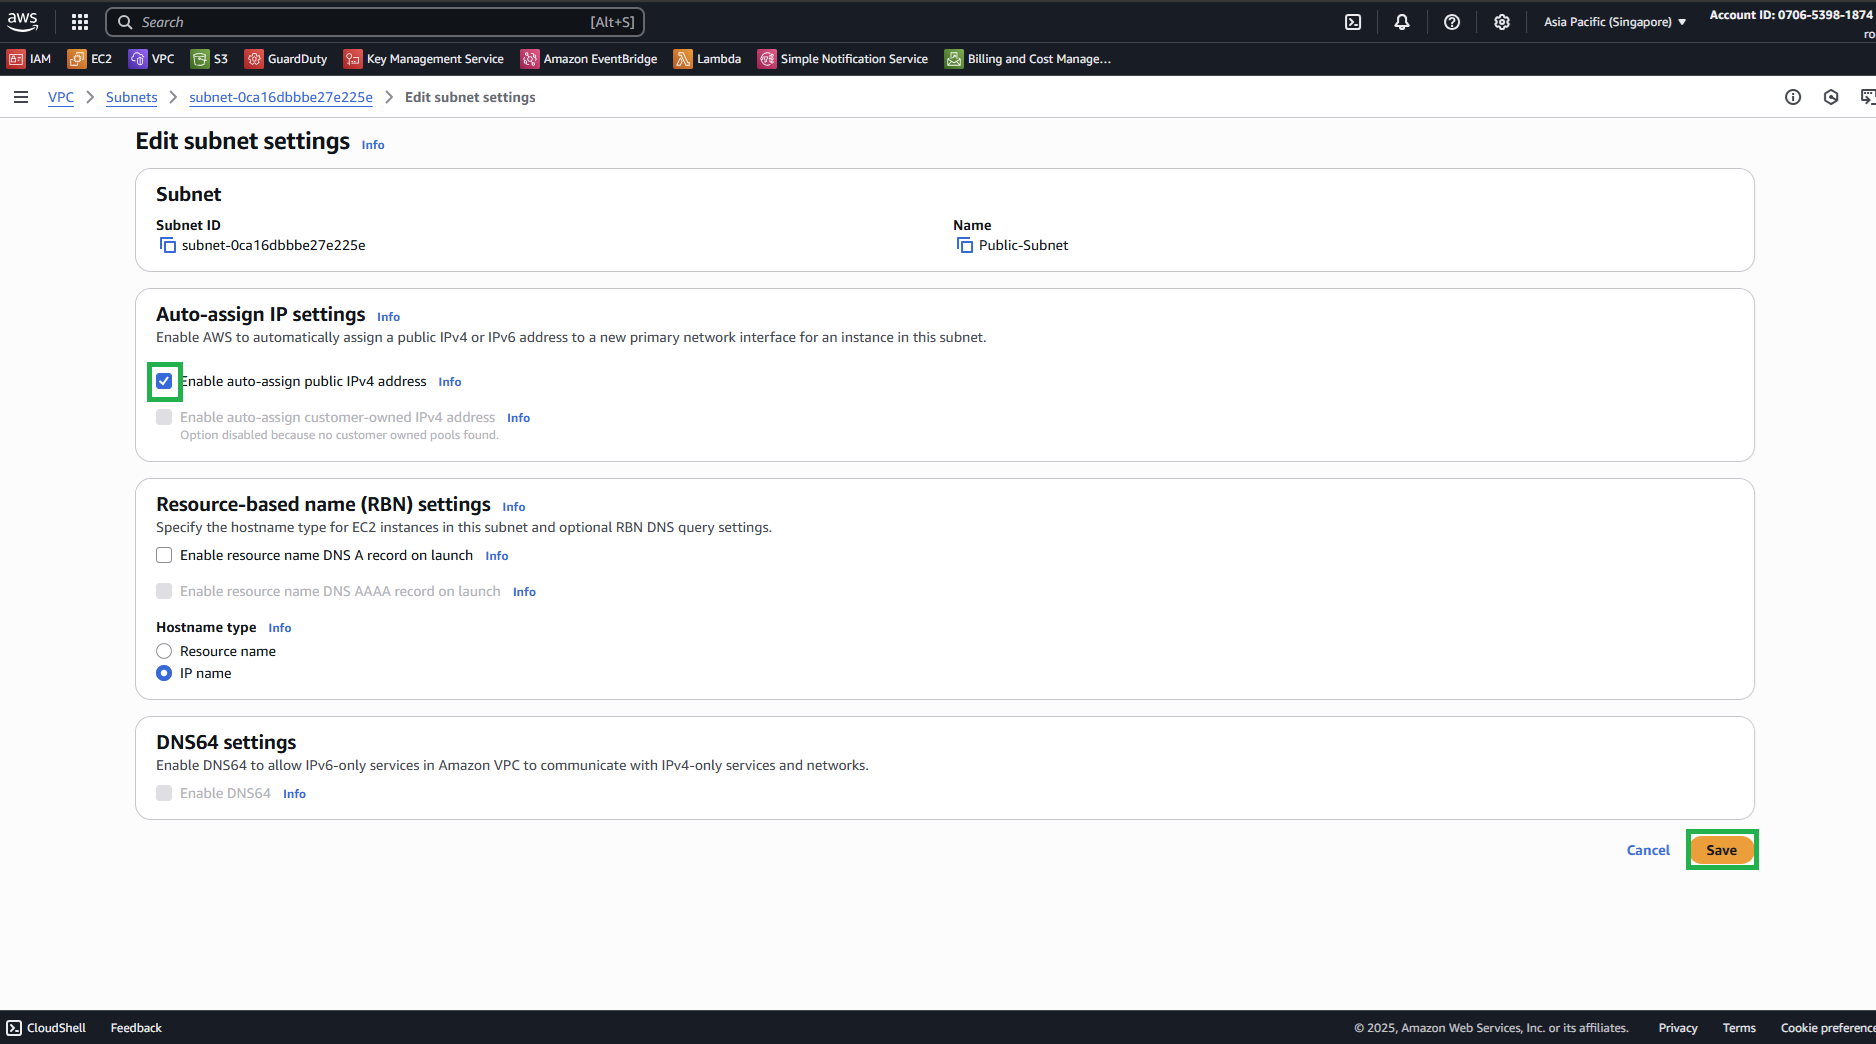 aws
Search [Alt+S]
Asia Pacific (Singapore)
Account ID: 0706-5398-1874
ro
IAM EC2 VPC S3 GuardDuty Key Management Service Amazon EventBridge Lambda Simple Notification Service Billing and Cost Manage...
VPC Subnets subnet-0ca16dbbbe27e225e Edit subnet settings
Edit subnet settings Info
Subnet
Subnet ID
subnet-0ca16dbbbe27e225e
Name
Public-Subnet
Auto-assign IP settings Info
Enable AWS to automatically assign a public IPv4 or IPv6 address to a new primary network interface for an instance in this subnet.
Enable auto-assign public IPv4 address Info
Enable auto-assign customer-owned IPv4 address Info
Option disabled because no customer owned pools found.
Resource-based name (RBN) settings Info
Specify the hostname type for EC2 instances in this subnet and optional RBN DNS query settings.
Enable resource name DNS A record on launch Info
Enable resource name DNS AAAA record on launch Info
Hostname type Info
Resource name
IP name
DNS64 settings
Enable DNS64 to allow IPv6-only services in Amazon VPC to communicate with IPv4-only services and networks.
Enable DNS64 Info
Cancel Save
CloudShell Feedback © 2025, Amazon Web Services, Inc. or its affiliates. Privacy Terms Cookie preference